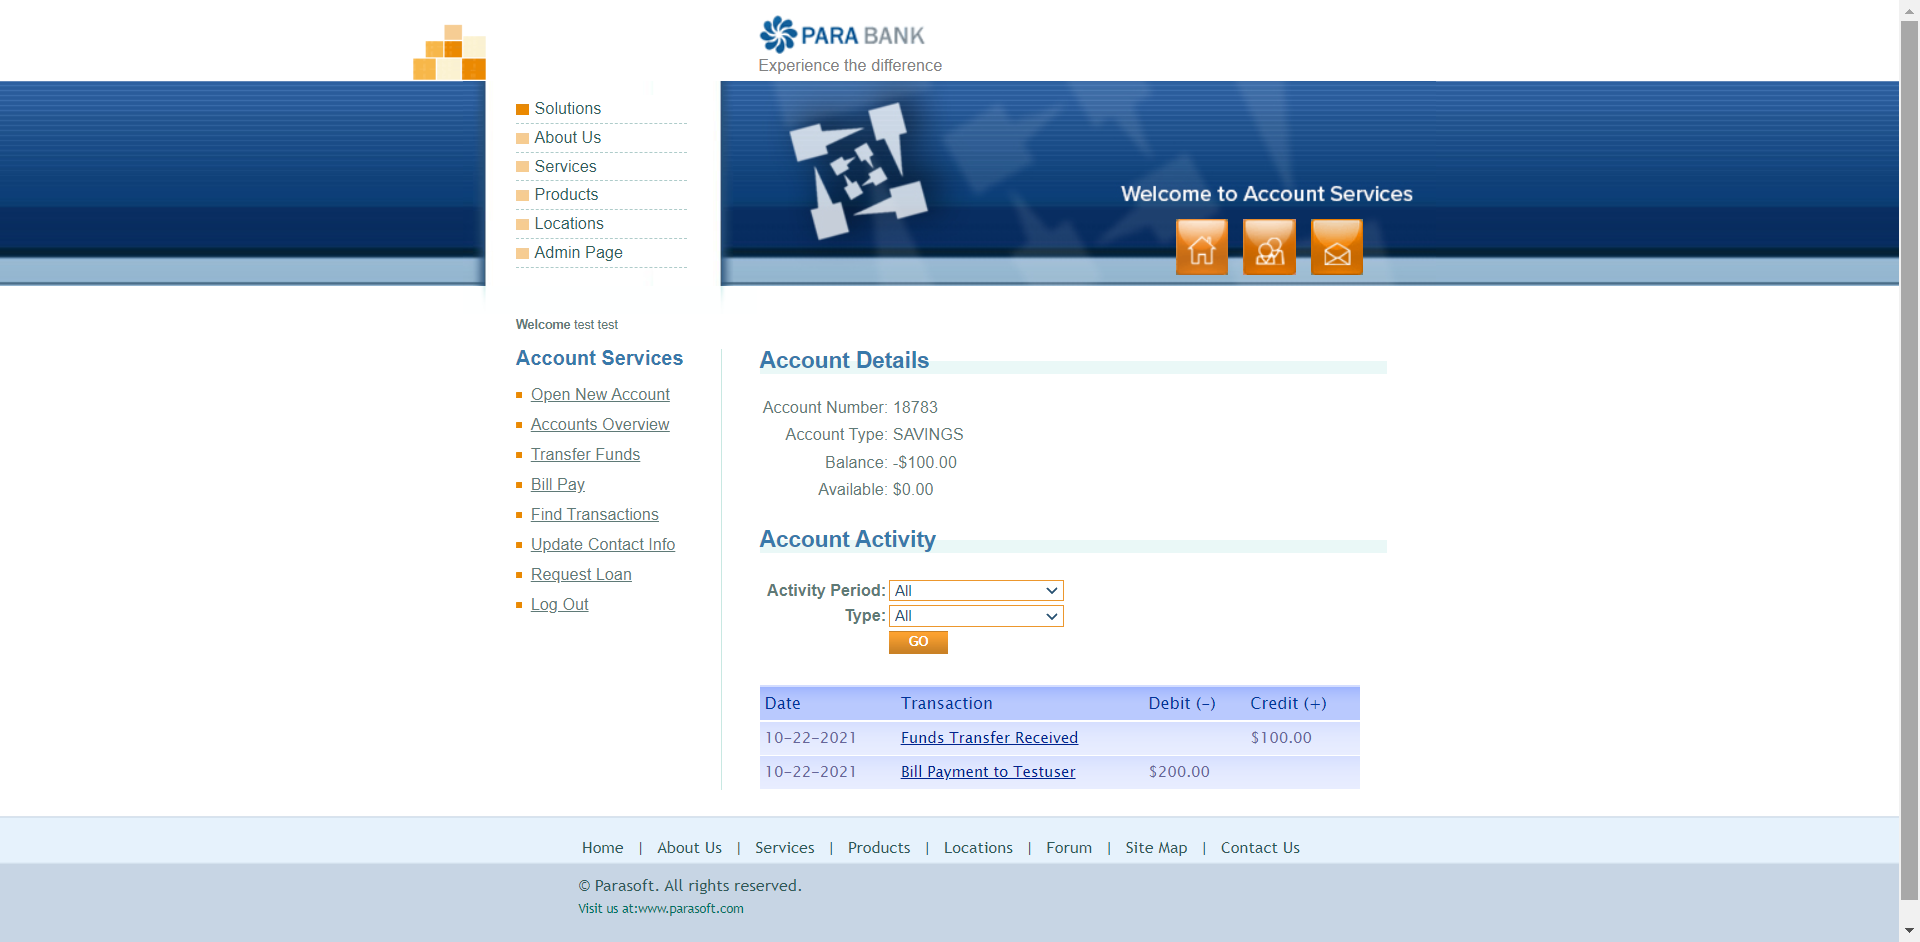 PARA BANK
Experience the difference
Solutions
About Us
Services
Products
Locations
Admin Page
Welcome to Account Services
Welcome test test
Account Services
Open New Account
Accounts Overview
Transfer Funds
Bill Pay
Find Transactions
Update Contact Info
Request Loan
Log Out
Account Details
Account Number: 18783
Account Type: SAVINGS
Balance: -$100.00
Available: $0.00
Account Activity
Activity Period: All
Type: All
GO
Date Transaction Debit (-) Credit (+)
10-22-2021 Funds Transfer Received $100.00
10-22-2021 Bill Payment to Testuser $200.00
Home | About Us | Services | Products | Locations | Forum | Site Map | Contact Us
© Parasoft. All rights reserved.
Visit us at:www.parasoft.com